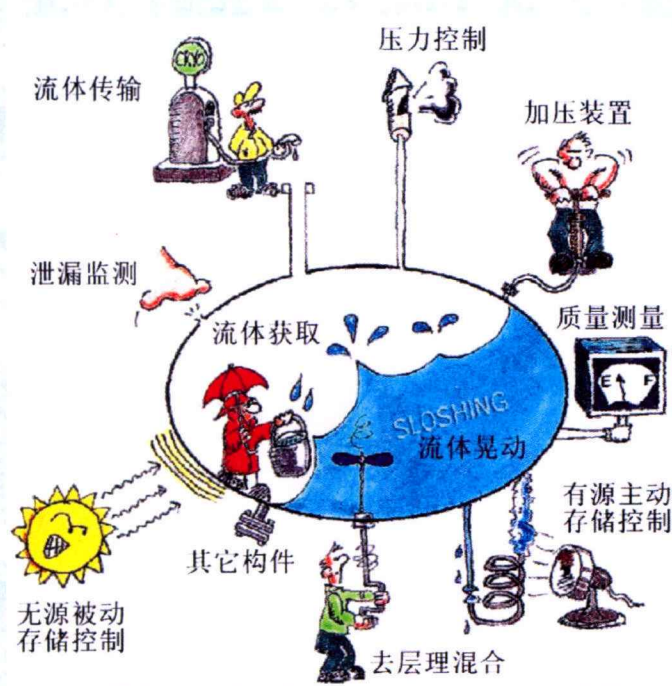 压力控制
流体传输
加压装置
泄漏监测
流体获取
质量测量
E F
SLOSHING
流体晃动
有源主动
存储控制
其它构件
无源被动
存储控制
去层理混合